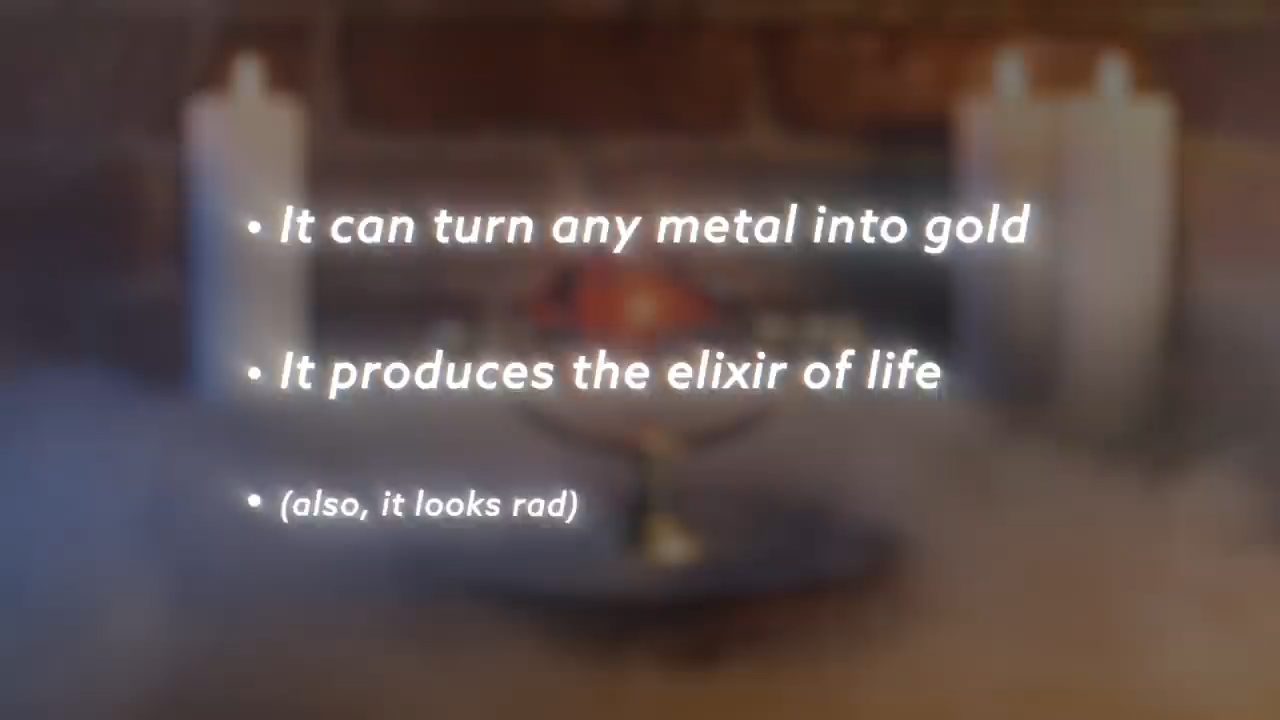 • It can turn any metal into gold
• It produces the elixir of life
• (also, it looks rad)